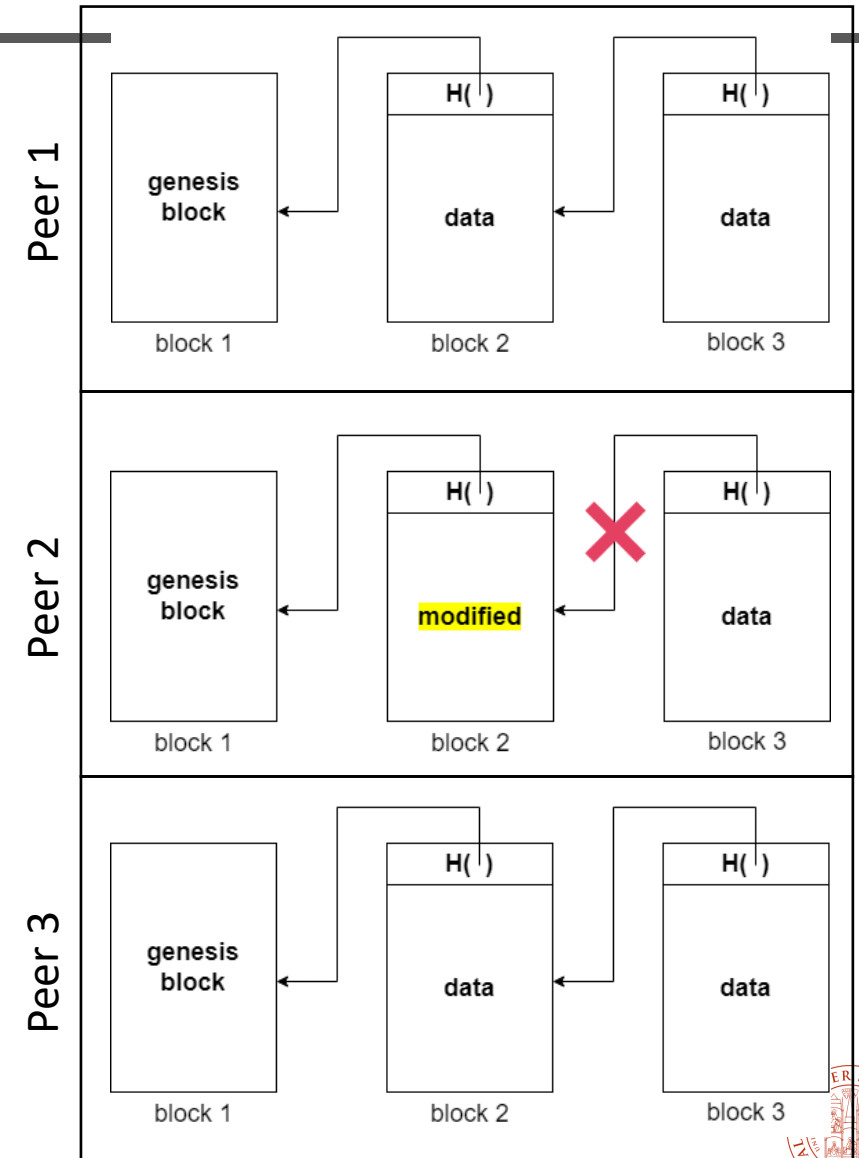 Peer 1
H( )
H( )
genesis
block
data
data
block 1
block 2
block 3
Peer 2
H( )
H( )
genesis
block
modified
data
block 1
block 2
block 3
Peer 3
H( )
H( )
genesis
block
data
data
block 1
block 2
block 3